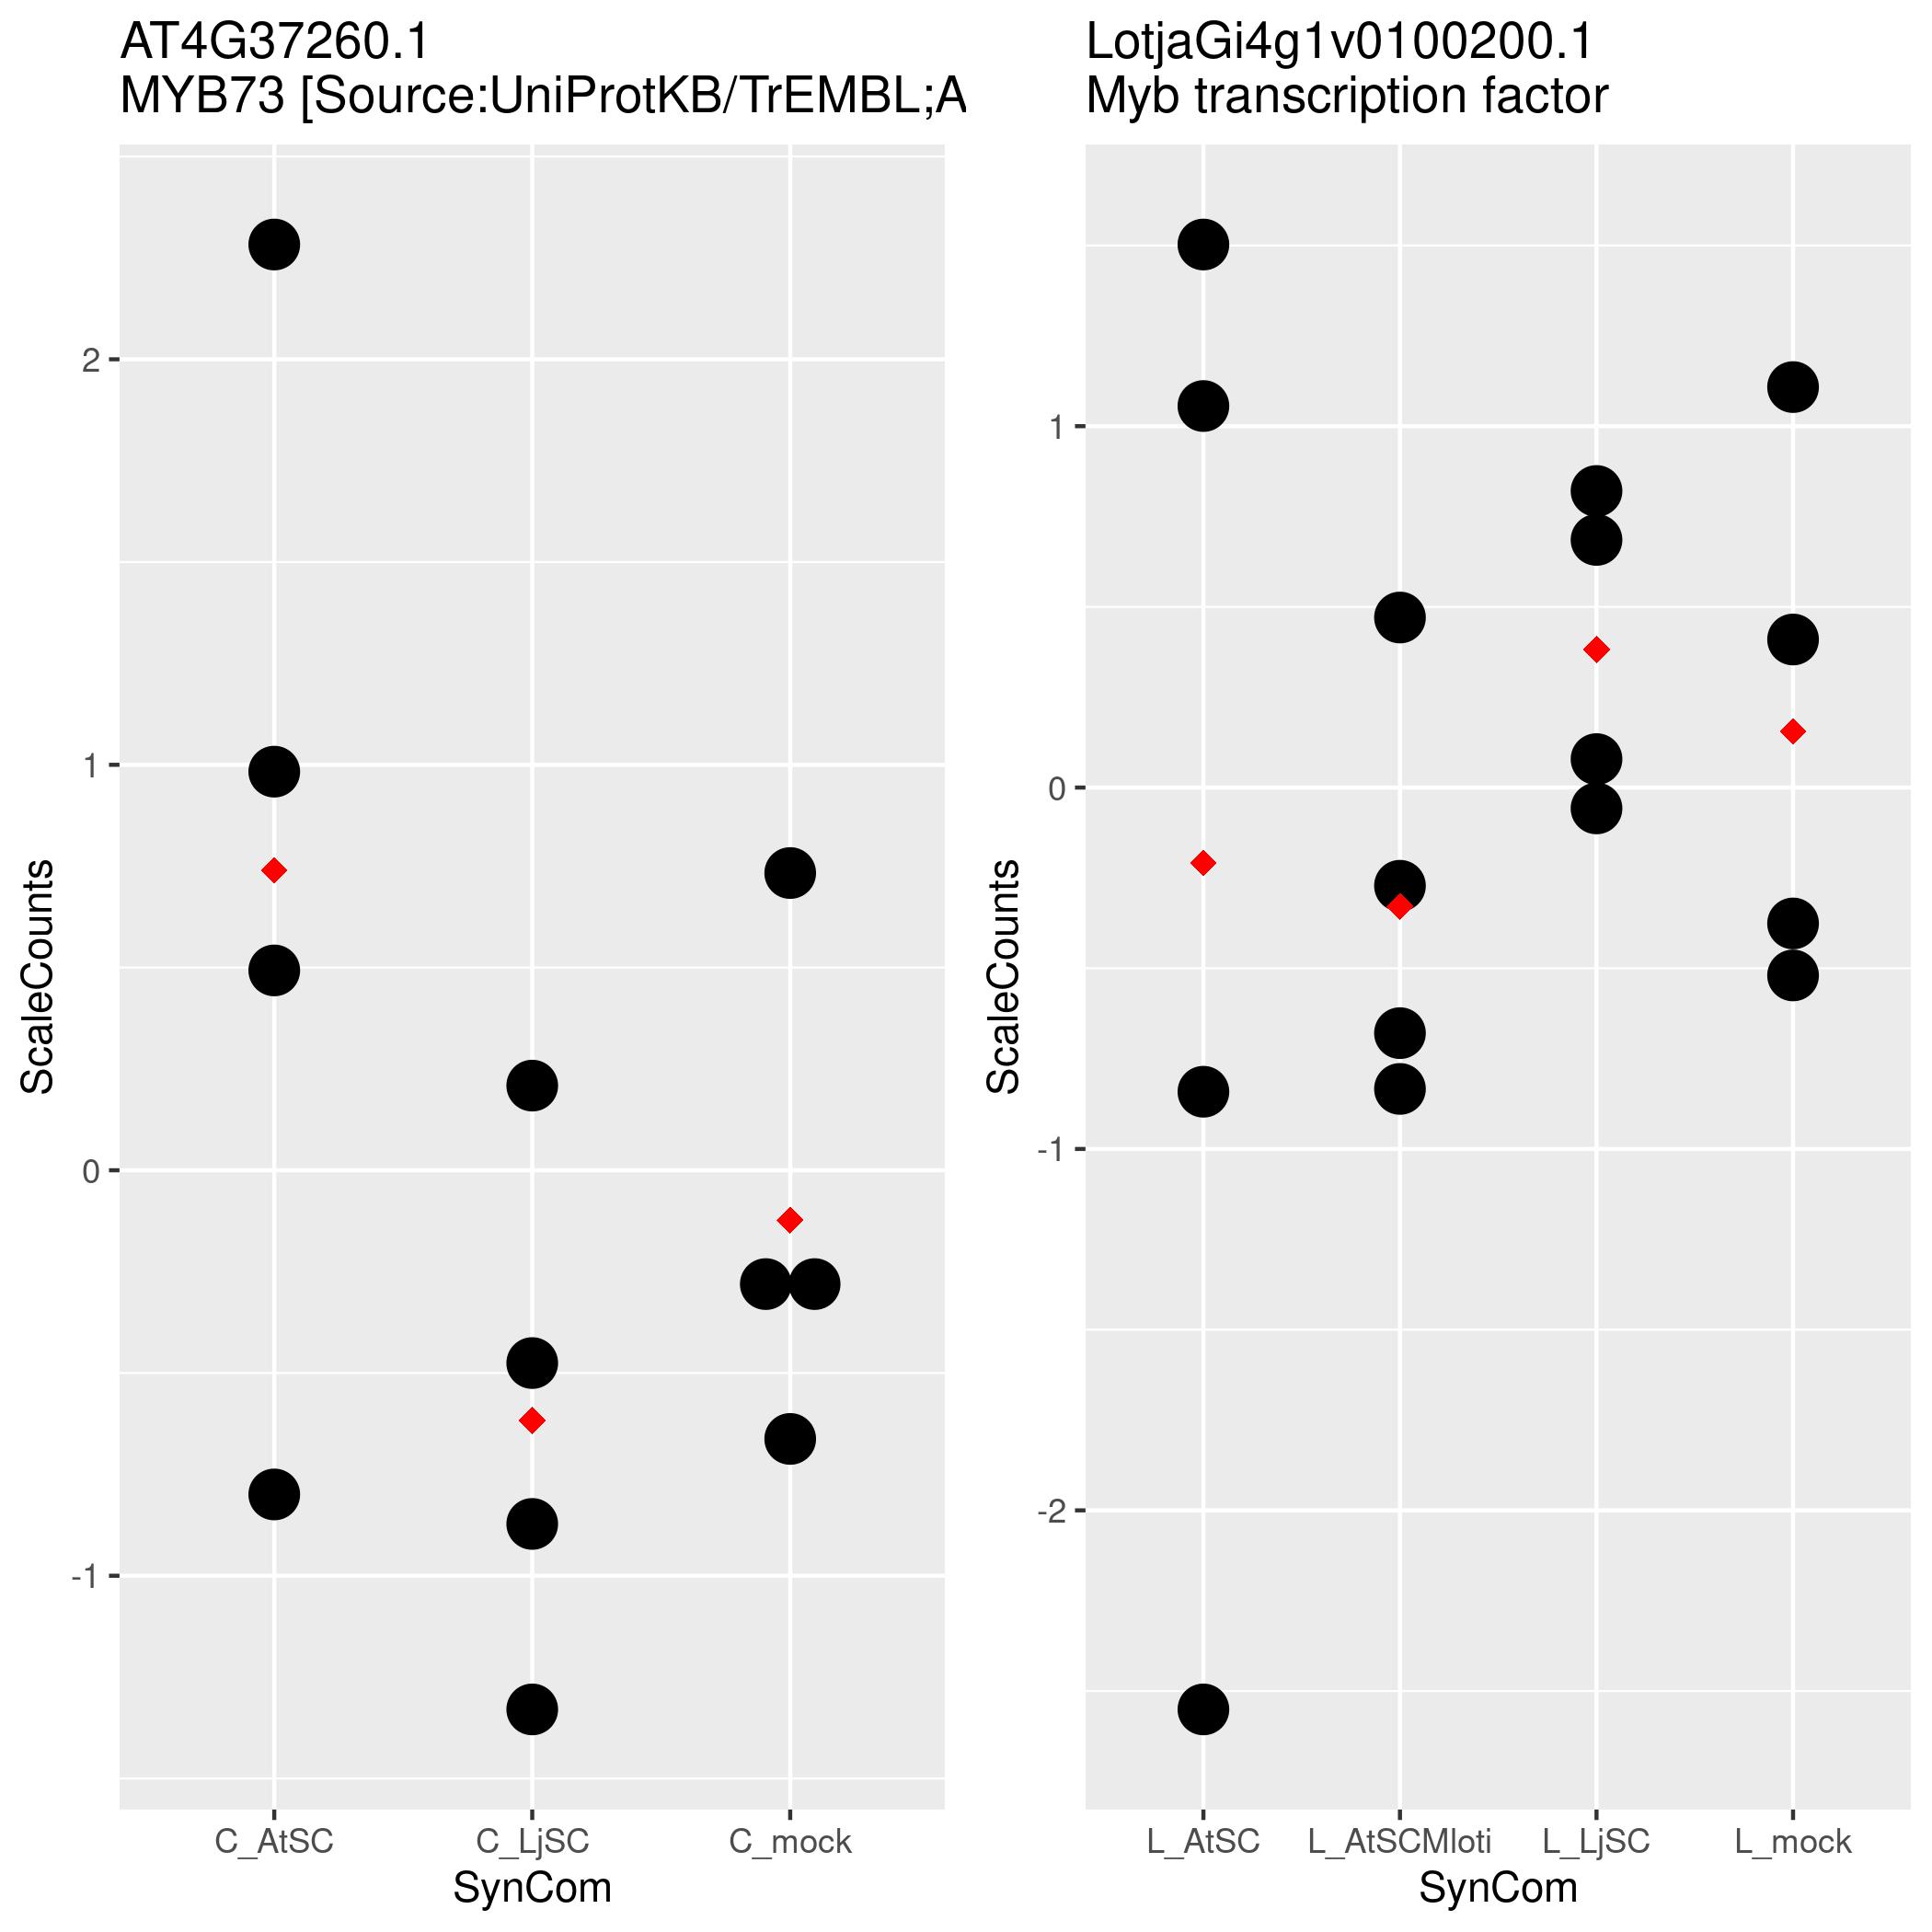 AT4G37260.1
MYB73 [Source:UniProtKB/TrEMBL;A
ScaleCounts
2
1
0
-1
C_AtSC C_LjSC C_mock
SynCom
LotjaGi4g1v0100200.1
Myb transcription factor
ScaleCounts
1
0
-1
-2
L_AtSC L_AtSCMloti L_LjSC L_mock
SynCom